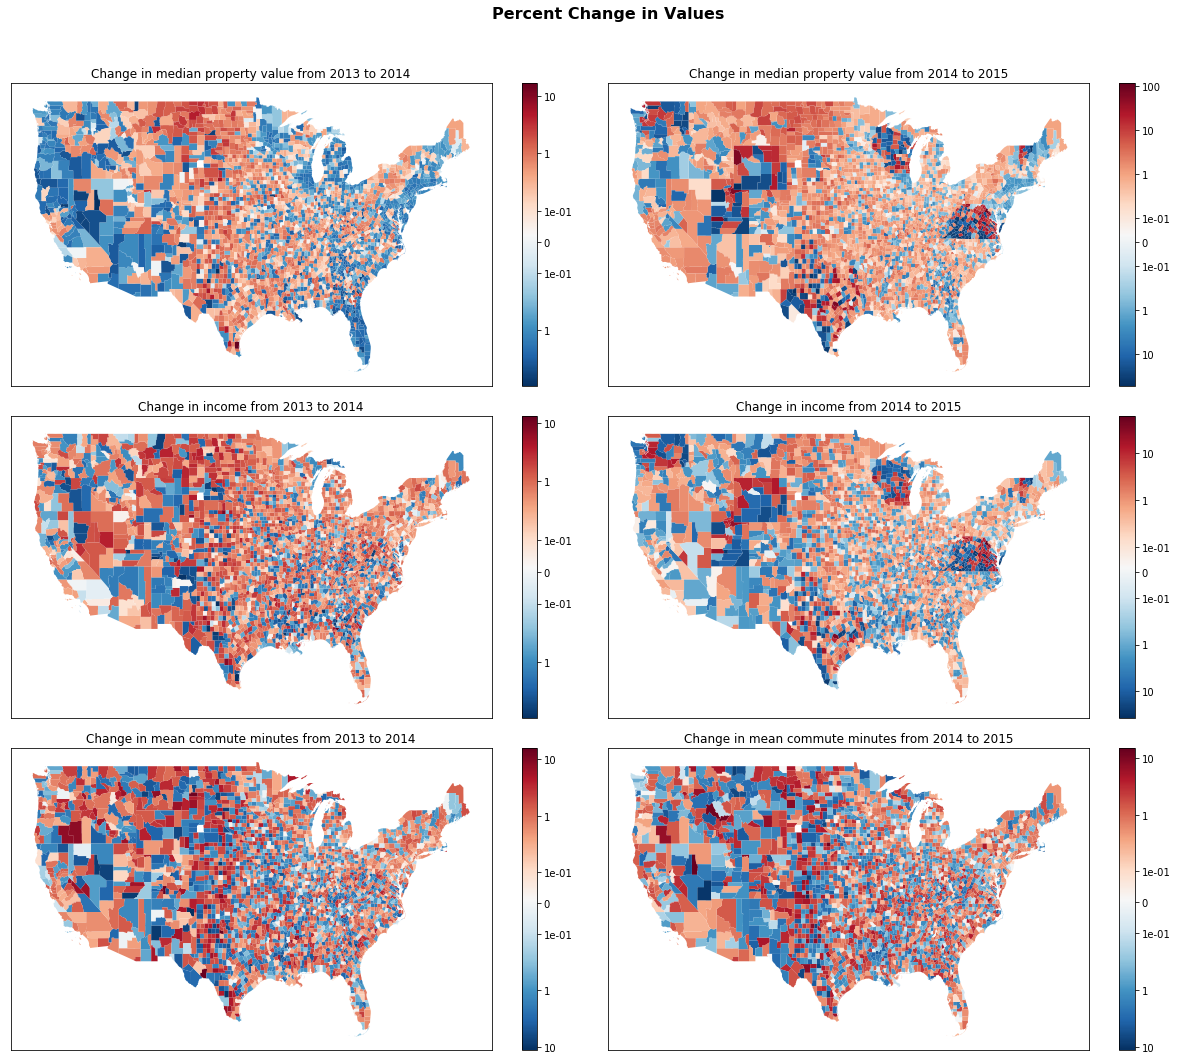 Percent Change in Values
Change in median property value from 2013 to 2014
10
1
1e-01
0
1e-01
1
Change in median property value from 2014 to 2015
100
10
1
1e-01
0
1e-01
1
10
Change in income from 2013 to 2014
10
1
1e-01
0
1e-01
1
Change in income from 2014 to 2015
10
1
1e-01
0
1e-01
1
10
Change in mean commute minutes from 2013 to 2014
10
1
1e-01
0
1e-01
1
10
Change in mean commute minutes from 2014 to 2015
10
1
1e-01
0
1e-01
1
10